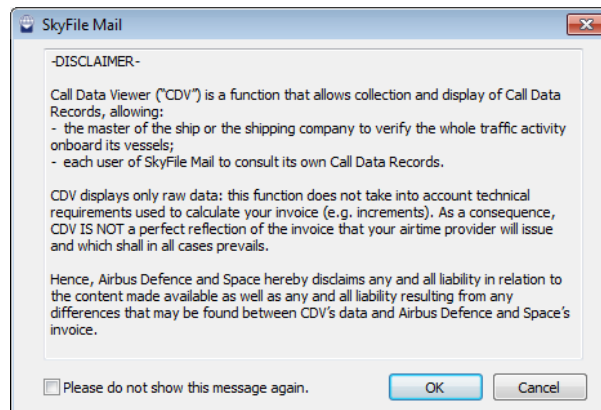 SkyFile Mail
-DISCLAIMER-
Call Data Viewer ("CDV") is a function that allows collection and display of Call Data
Records, allowing:
- the master of the ship or the shipping company to verify the whole traffic activity
onboard its vessels;
- each user of SkyFile Mail to consult its own Call Data Records.
CDV displays only raw data: this function does not take into account technical
requirements used to calculate your invoice (e.g. increments). As a consequence,
CDV IS NOT a perfect reflection of the invoice that your airtime provider will issue
and which shall in all cases prevails.
Hence, Airbus Defence and Space hereby disclaims any and all liability in relation to
the content made available as well as any and all liability resulting from any
differences that may be found between CDV's data and Airbus Defence and Space's
invoice.
Please do not show this message again.
OK
Cancel